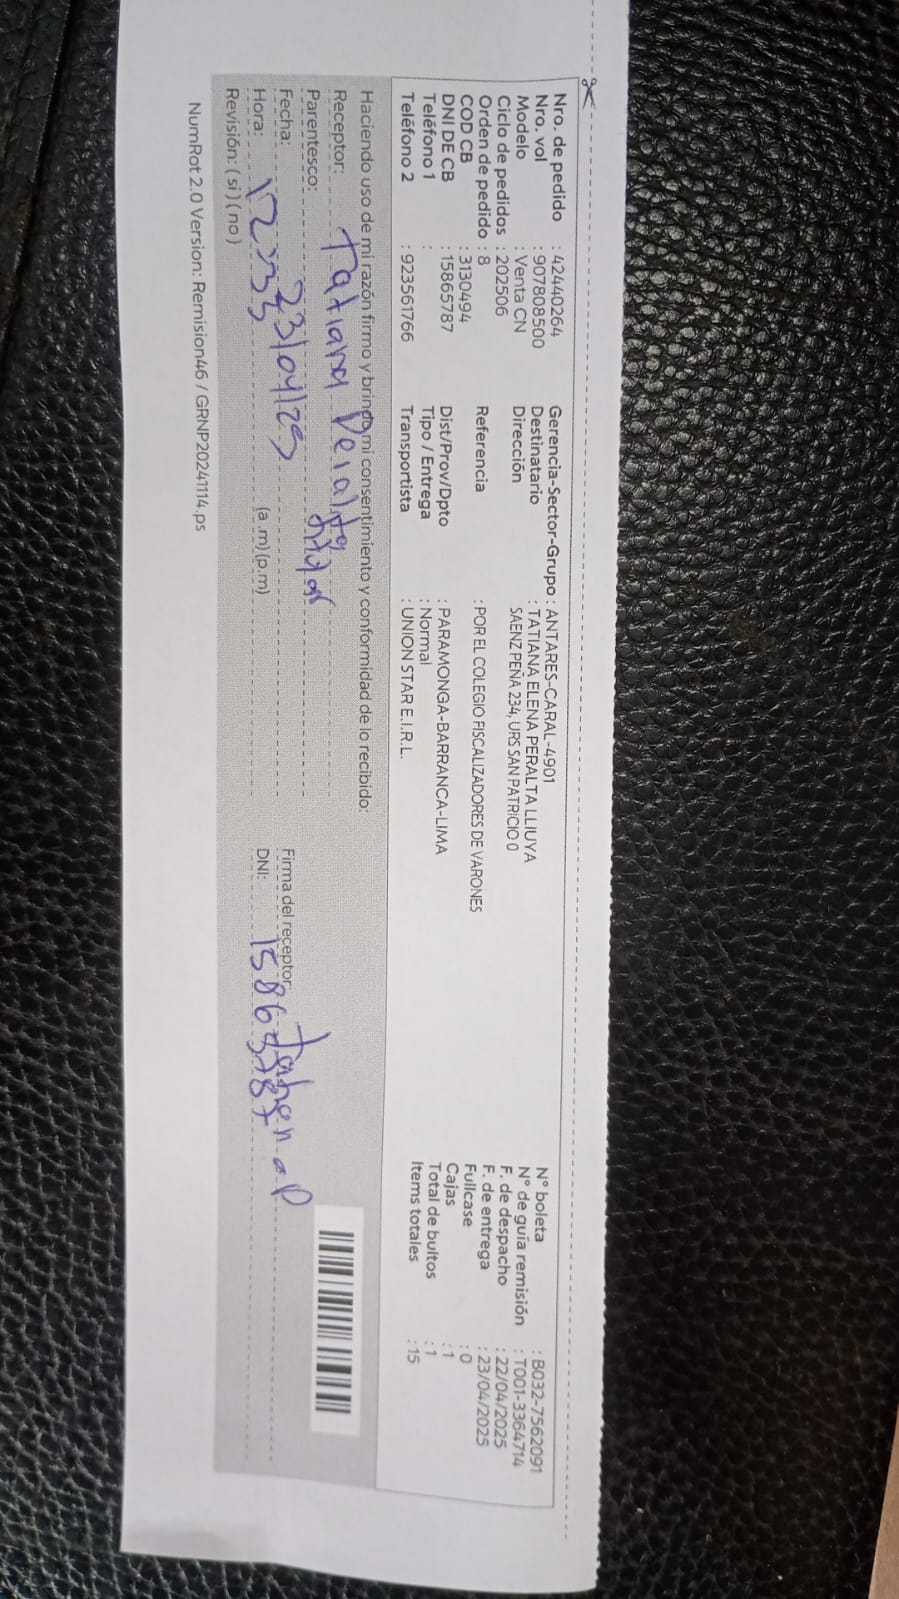 Nro. de pedido : 42440264 Gerencia-Sector-Grupo : ANTARES-CARAL-4901 N° boleta : B032-7562091
Nro. vol : 907808500 Destinatario : TATIANA ELENA PERALTA LLIUYA N° de guía remisión : T001-3364714
Modelo : Venta CN Dirección SAENZ PEÑA 234, URS SAN PATRICIO 0 F. de despacho : 22/04/2025
Ciclo de pedidos : 202506 F. de entrega : 23/04/2025
Orden de pedido : 8 Referencia : POR EL COLEGIO FISCALIZADORES DE VARONES Fullcase : 0
COD CB : 3130494 Cajas : 1
DNI DE CB : 15865787 Dist/Prov/Dpto : PARAMONGA-BARRANCA-LIMA Total de bultos : 1
Teléfono 1 : Tipo / Entrega : Normal Items totales : 15
Teléfono 2 : 923561766 Transportista : UNION STAR E.I.R.L.
Haciendo uso de mi razón firmo y brindo mi consentimiento y conformidad de lo recibido:
Receptor: Tatiana Peralta
Parentesco: titular
Fecha: 23/04/25 Firma del receptor
Hora: 12:33 (a .m) (p.m) DNI: 15865787
Revisión: ( si ) ( no )
NumRot 2.0 Version: Remision46 / GRNP20241114.ps